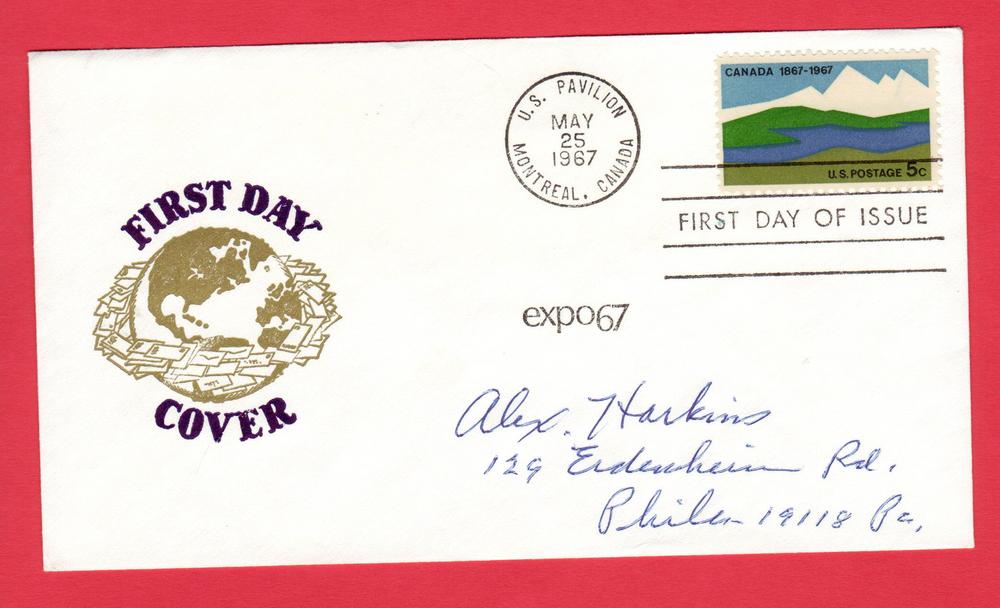 U.S. PAVILION
MAY
25
1967
MONTREAL, CANADA
CANADA 1867-1967
U.S. POSTAGE 5c
FIRST DAY OF ISSUE
FIRST DAY
COVER
expo67
Alex. Harkins
129 Erdenheim Rd.
Phila 19118 Pa.